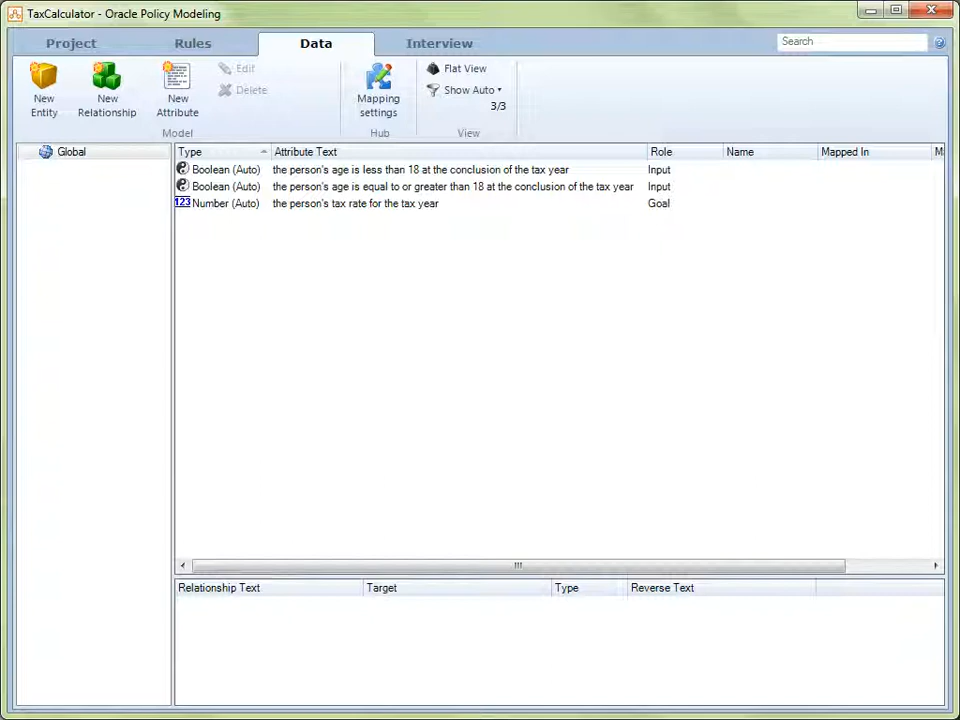 TaxCalculator - Oracle Policy Modeling
Project Rules Data Interview Search
New Entity
New Relationship
New Attribute
Edit
Delete
Mapping settings
Flat View
Show Auto
3/3
Model Hub View
Global
Type Attribute Text Role Name Mapped In M
Boolean (Auto) the person's age is less than 18 at the conclusion of the tax year Input
Boolean (Auto) the person's age is equal to or greater than 18 at the conclusion of the tax year Input
123 Number (Auto) the person's tax rate for the tax year Goal
Relationship Text Target Type Reverse Text